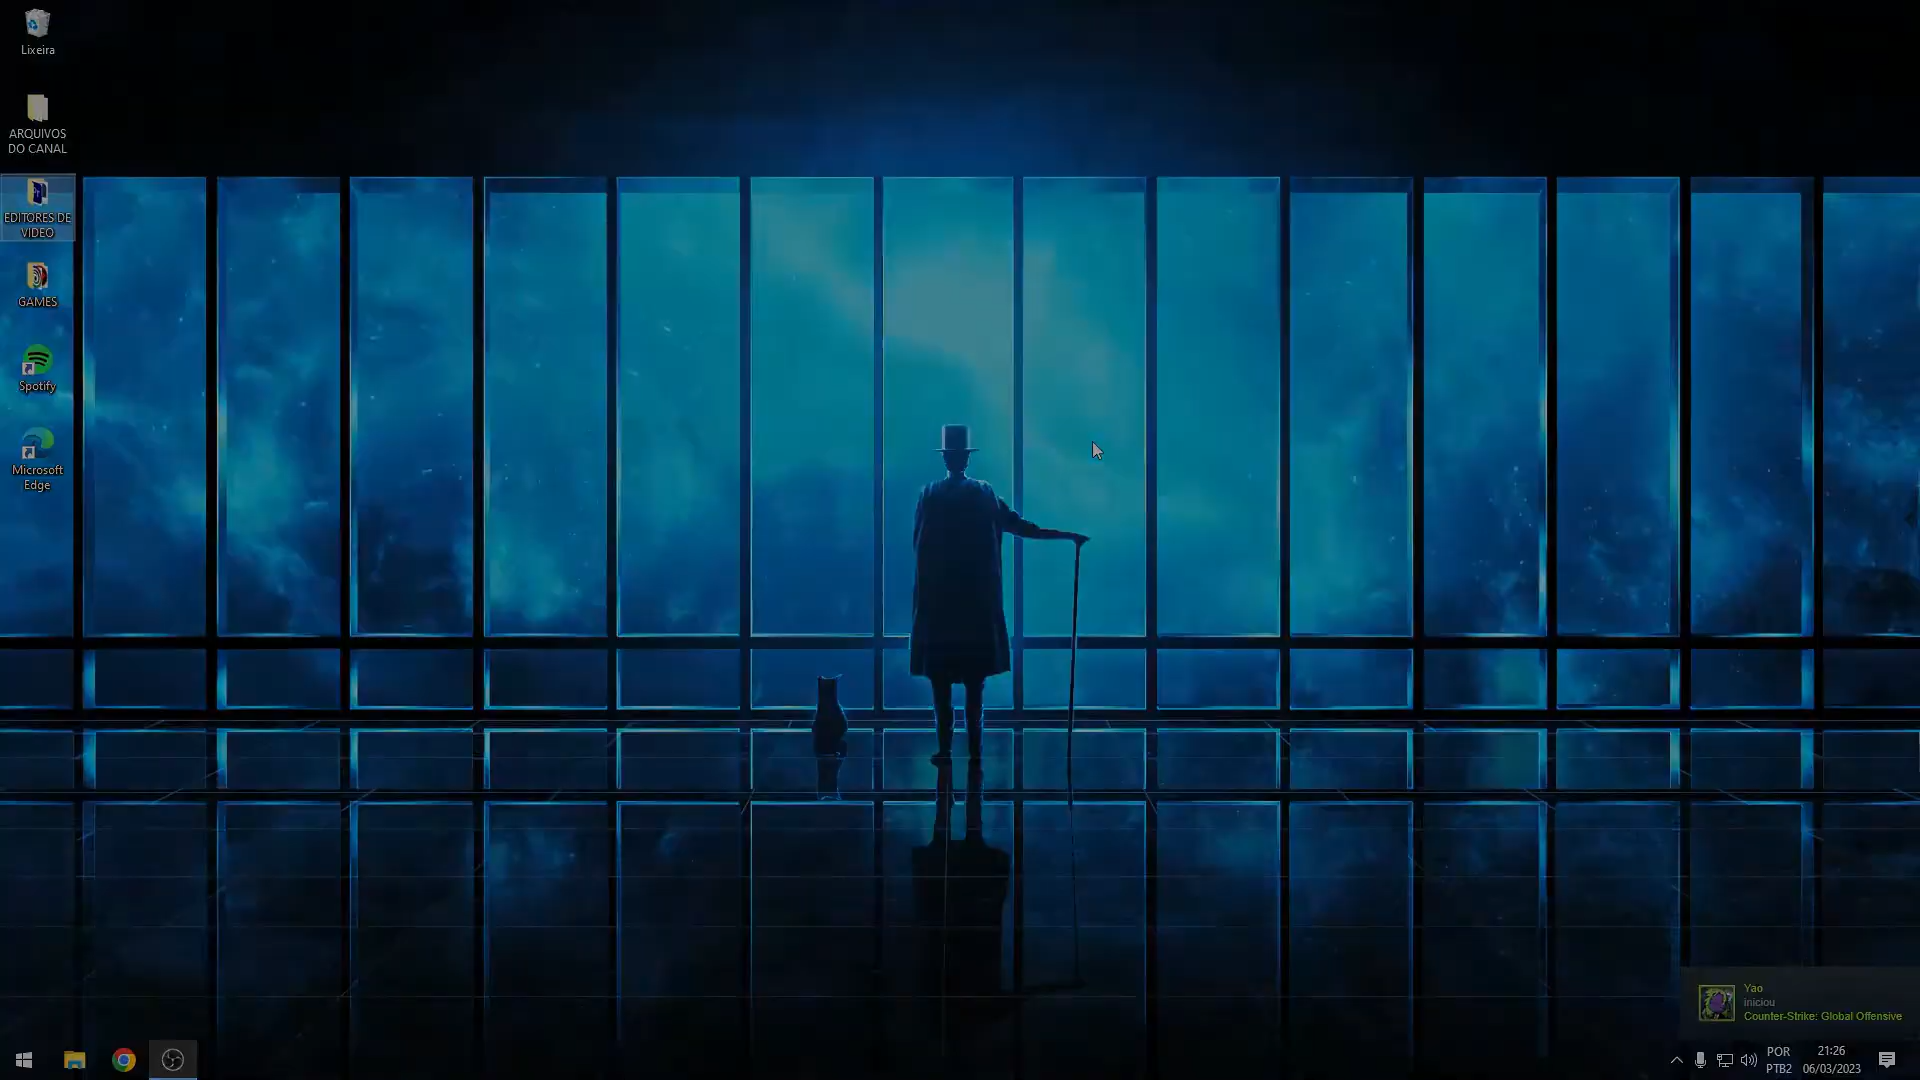 Lixeira
ARQUIVOS
DO CANAL
EDITORES DE
VIDEO
GAMES
Spotify
Microsoft
Edge
Yao
iniciou
Counter-Strike: Global Offensive
POR
PTB2
21:26
06/03/2023